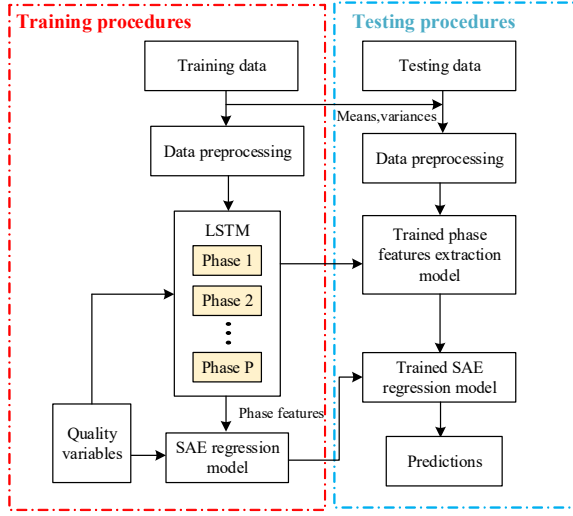 Training procedures
Training data
Data preprocessing
LSTM
Phase 1
Phase 2
Phase P
Phase features
Quality
variables
SAE regression
model
Testing procedures
Testing data
Means,variances
Data preprocessing
Trained phase
features extraction
model
Trained SAE
regression model
Predictions